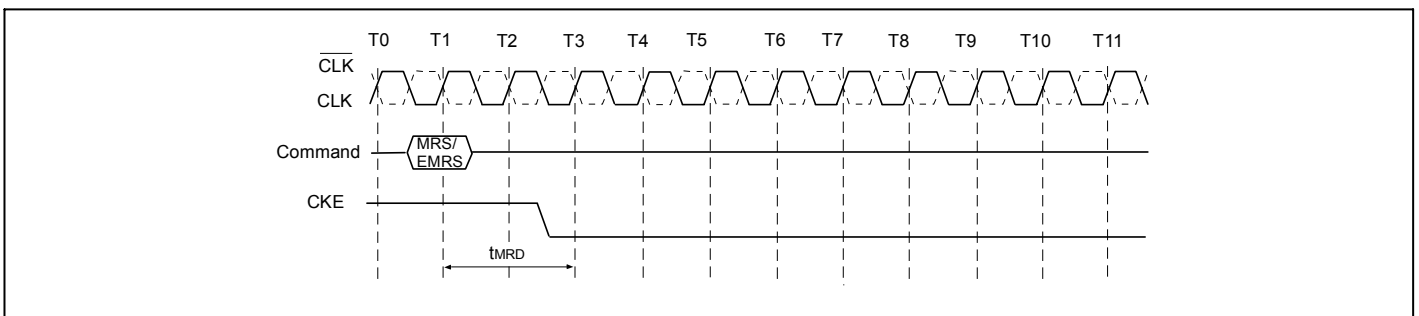 T0 T1 T2 T3 T4 T5 T6 T7 T8 T9 T10 T11
CLK
CLK
Command
MRS/
EMRS
CKE
tMRD